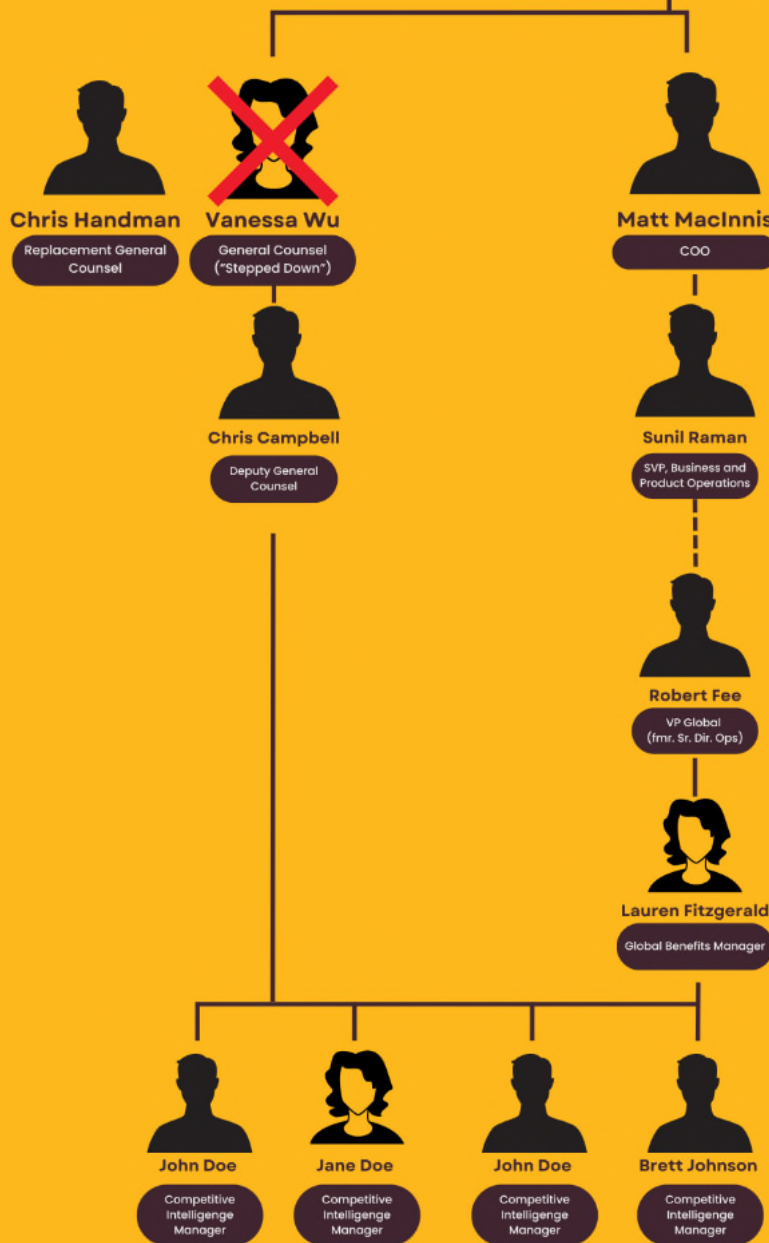 Chris Handman
Replacement General
Counsel
Vanessa Wu
General Counsel
("Stepped Down")
Matt MacInnis
COO
Chris Campbell
Deputy General
Counsel
Sunil Raman
SVP, Business and
Product Operations
Robert Fee
VP Global
(fmr. Sr. Dir. Ops)
Lauren Fitzgerald
Global Benefits Manager
John Doe
Competitive
Intelligenge
Manager
Jane Doe
Competitive
Intelligenge
Manager
John Doe
Competitive
Intelligenge
Manager
Brett Johnson
Competitive
Intelligenge
Manager